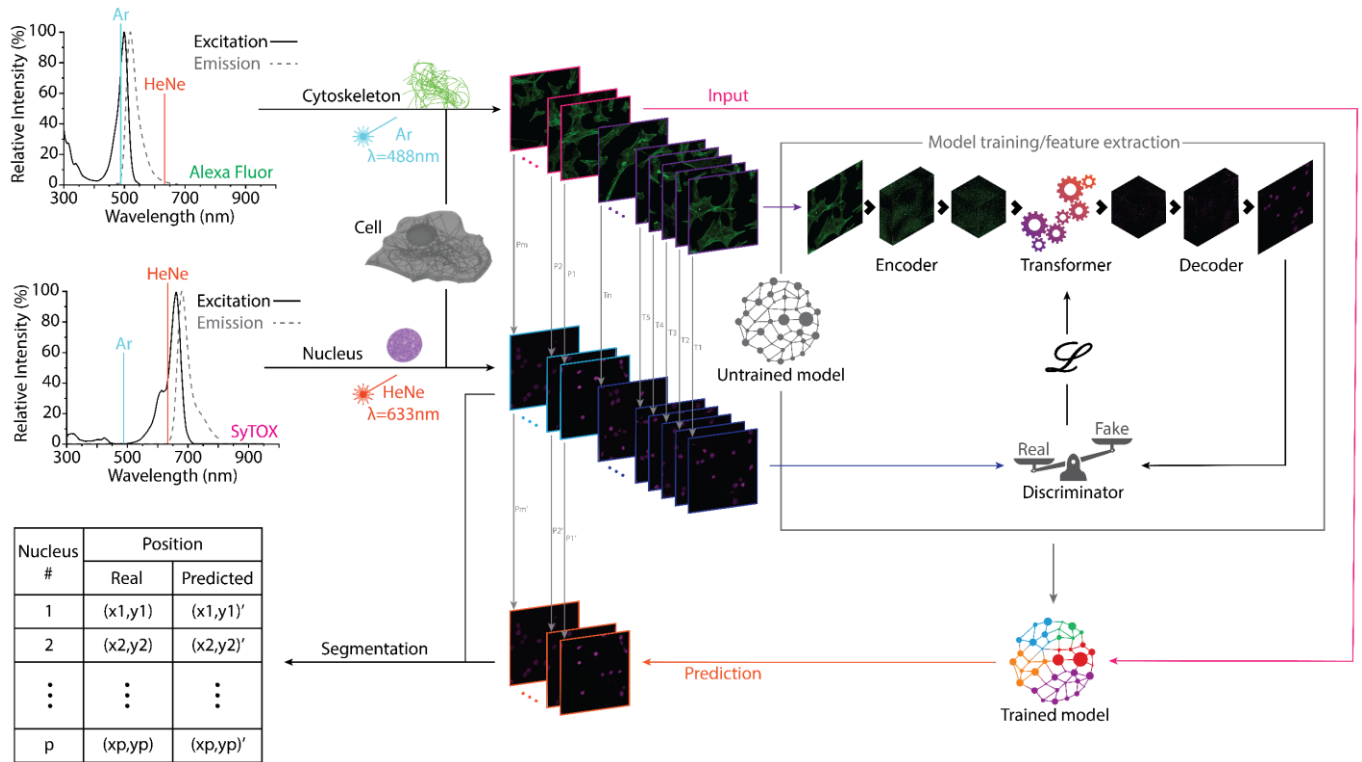 Relative Intensity (%)
100
80
60
40
20
0
Ar
Excitation
Emission
HeNe
Alexa Fluor
300
500
700
900
Wavelength (nm)
Cytoskeleton
Ar
λ=488nm
Cell
Relative Intensity (%)
100
80
60
40
20
0
HeNe
Excitation
Emission
Ar
SyTOX
300
500
700
900
Wavelength (nm)
Nucleus
HeNe
λ=633nm
Input
Pm
P2
P1
Tn
T5
T4
T3
T2
T1
Pm'
P2'
P1'
Model training/feature extraction
Encoder
Transformer
Decoder
Untrained model
ℒ
Real
Fake
Discriminator
Trained model
Prediction
Segmentation
Nucleus #
Position
Real
Predicted
1
(x1,y1)
(x1,y1)'
2
(x2,y2)
(x2,y2)'
p
(xp,yp)
(xp,yp)'